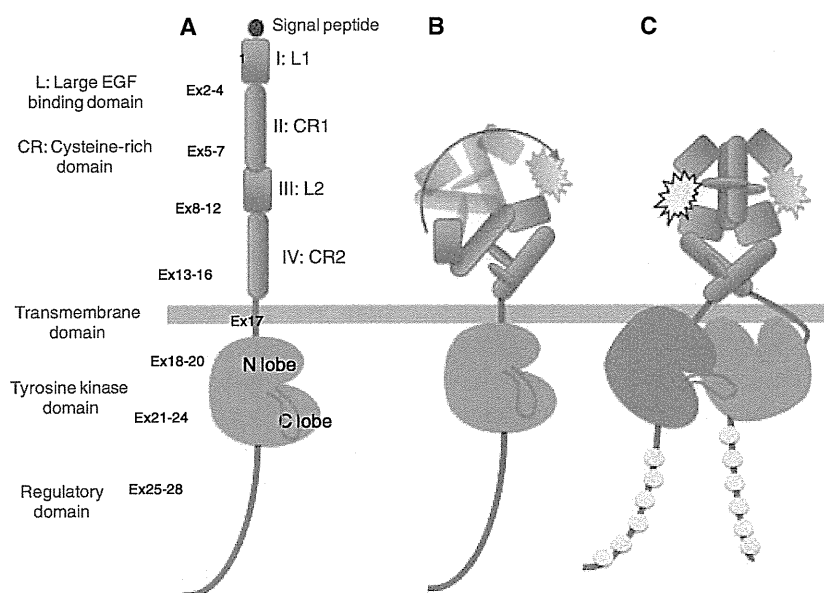 A
B
C
Signal peptide
1
I: L1
L: Large EGF
binding domain
Ex2-4
CR: Cysteine-rich
domain
II: CR1
Ex5-7
III: L2
Ex8-12
IV: CR2
Ex13-16
Transmembrane
domain
Ex17
Ex18-20
N lobe
Tyrosine kinase
domain
Ex21-24
C lobe
Regulatory
domain
Ex25-28